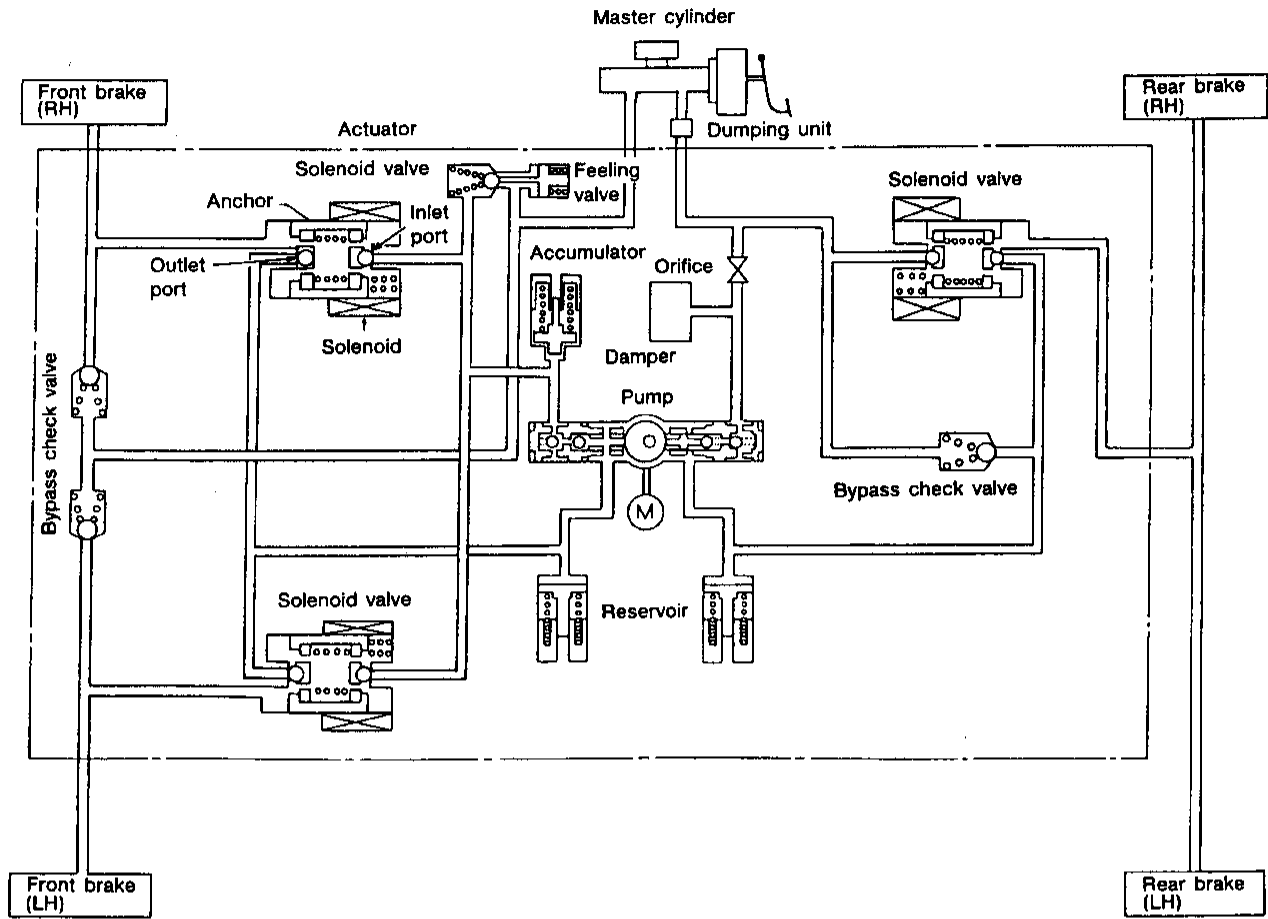 Master cylinder
Front brake
(RH)
Rear brake
(RH)
Actuator
Dumping unit
Solenoid valve
Feeling
valve
Solenoid valve
Anchor
Inlet
port
Outlet
port
Accumulator
Orifice
Solenoid
Damper
Bypass check valve
Pump
Bypass check valve
M
Solenoid valve
Reservoir
Front brake
(LH)
Rear brake
(LH)